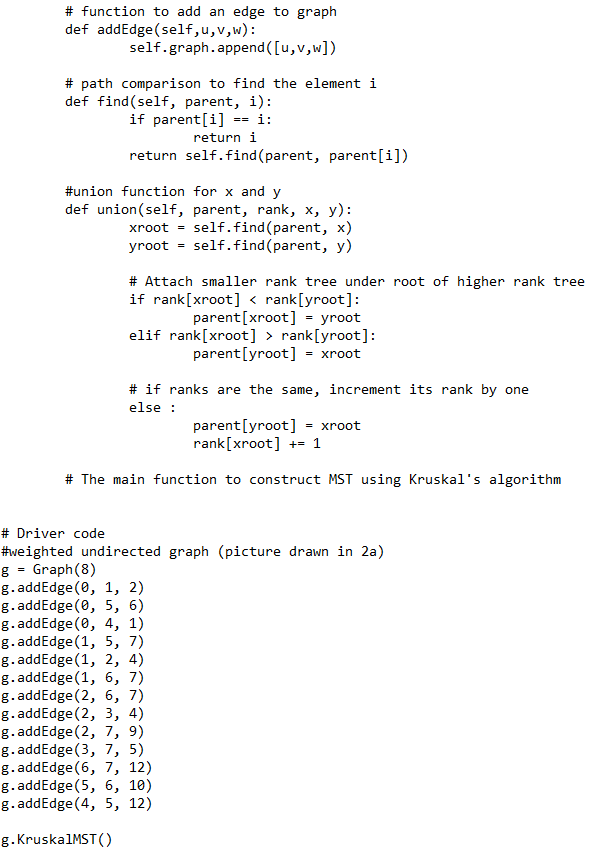 # function to add an edge to graph
def addEdge(self,u,v,w):
self.graph.append([u,v,w])
# path comparison to find the element i
def find(self, parent, i):
if parent[i] == i:
return i
return self.find(parent, parent[i])
#union function for x and y
def union(self, parent, rank, x, y):
xroot = self.find(parent, x)
yroot = self.find(parent, y)
# Attach smaller rank tree under root of higher rank tree
if rank[xroot] < rank[yroot]:
parent[xroot] = yroot
elif rank[xroot] > rank[yroot]:
parent[yroot] = xroot
# if ranks are the same, increment its rank by one
else :
parent[yroot] = xroot
rank[xroot] += 1
# The main function to construct MST using Kruskal's algorithm
# Driver code
#weighted undirected graph (picture drawn in 2a)
g = Graph(8)
g.addEdge(0, 1, 2)
g.addEdge(0, 5, 6)
g.addEdge(0, 4, 1)
g.addEdge(1, 5, 7)
g.addEdge(1, 2, 4)
g.addEdge(1, 6, 7)
g.addEdge(2, 6, 7)
g.addEdge(2, 3, 4)
g.addEdge(2, 7, 9)
g.addEdge(3, 7, 5)
g.addEdge(6, 7, 12)
g.addEdge(5, 6, 10)
g.addEdge(4, 5, 12)
g.KruskalMST()